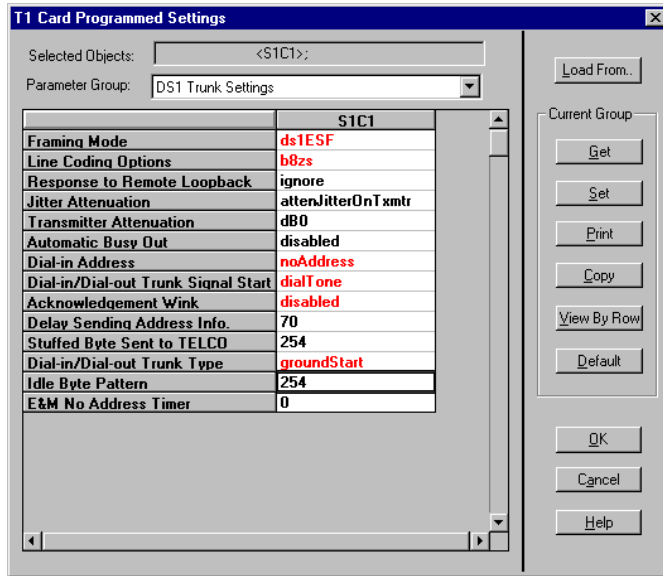 T1 Card Programmed Settings
Selected Objects: <S1C1>;
Parameter Group: DS1 Trunk Settings
S1C1
Framing Mode ds1ESF
Line Coding Options b8zs
Response to Remote Loopback ignore
Jitter Attenuation attenJitterOnTxmtr
Transmitter Attenuation dB0
Automatic Busy Out disabled
Dial-in Address noAddress
Dial-in/Dial-out Trunk Signal Start dialTone
Acknowledgement Wink disabled
Delay Sending Address Info. 70
Stuffed Byte Sent to TELCO 254
Dial-in/Dial-out Trunk Type groundStart
Idle Byte Pattern 254
E&M No Address Timer 0
Load From..
Current Group
Get
Set
Print
Copy
View By Row
Default
OK
Cancel
Help